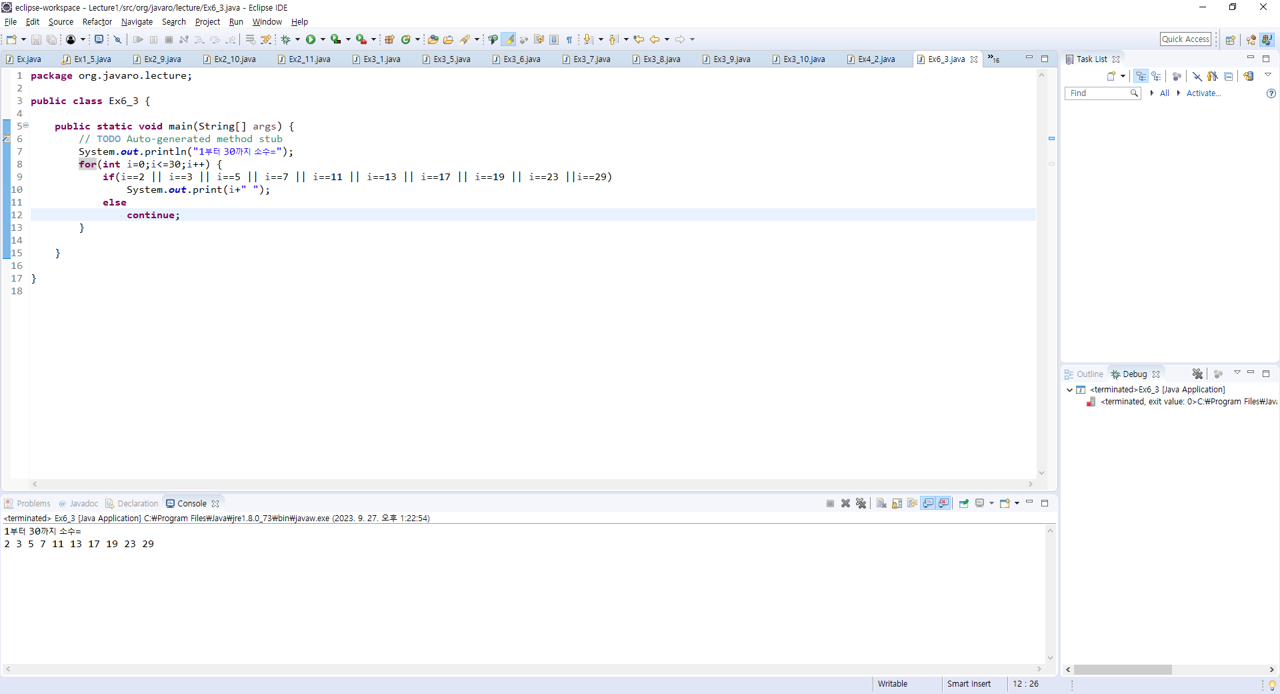 eclipse-workspace - Lecture1/src/org/javaro/lecture/Ex6_3.java - Eclipse IDE
File Edit Source Refactor Navigate Search Project Run Window Help
Quick Access
Ex.java Ex1_5.java Ex2_9.java Ex2_10.java Ex2_11.java Ex3_1.java Ex3_5.java Ex3_6.java Ex3_7.java Ex3_8.java Ex3_9.java Ex3_10.java Ex4_2.java Ex6_3.java »16
1 package org.javaro.lecture;
2
3 public class Ex6_3 {
4
5 public static void main(String[] args) {
6 // TODO Auto-generated method stub
7 System.out.println("1부터 30까지 소수=");
8 for(int i=0;i<=30;i++) {
9 if(i==2 || i==3 || i==5 || i==7 || i==11 || i==13 || i==17 || i==19 || i==23 ||i==29)
10 System.out.print(i+" ");
11 else
12 continue;
13 }
14
15 }
16
17 }
18
Task List
Find All Activate...
Outline Debug
<terminated>Ex6_3 [Java Application]
<terminated, exit value: 0>C:₩Program Files₩Java
Problems Javadoc Declaration Console
<terminated> Ex6_3 [Java Application] C:₩Program Files₩Java₩jre1.8.0_73₩bin₩javaw.exe (2023. 9. 27. 오후 1:22:54)
1부터 30까지 소수=
2 3 5 7 11 13 17 19 23 29
Writable Smart Insert 12 : 26